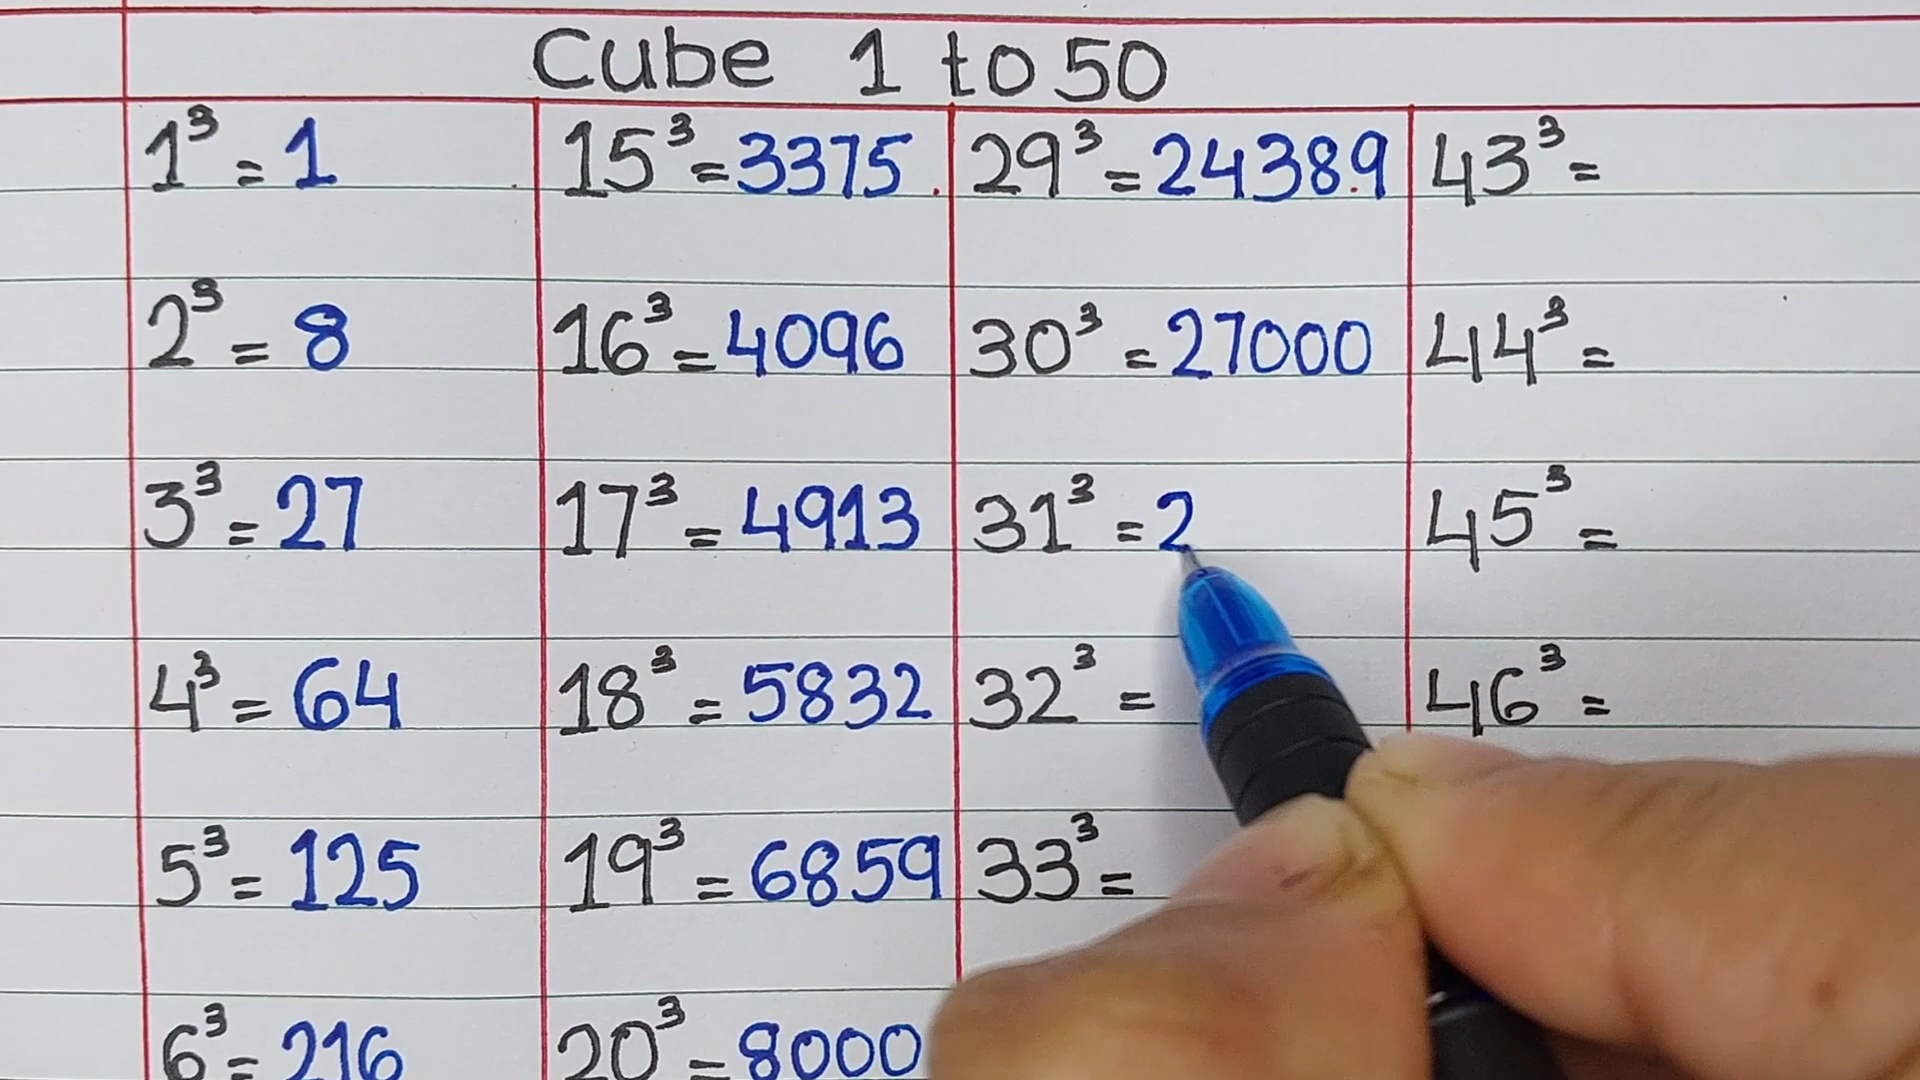 Cube 1 to 50
1³ = 1
2³ = 8
3³ = 27
4³ = 64
5³ = 125
6³ = 216
15³ = 3375
16³ = 4096
17³ = 4913
18³ = 5832
19³ = 6859
20³ = 8000
29³ = 24389
30³ = 27000
31³ = 2
32³ =
33³ =
43³ =
44³ =
45³ =
46³ =